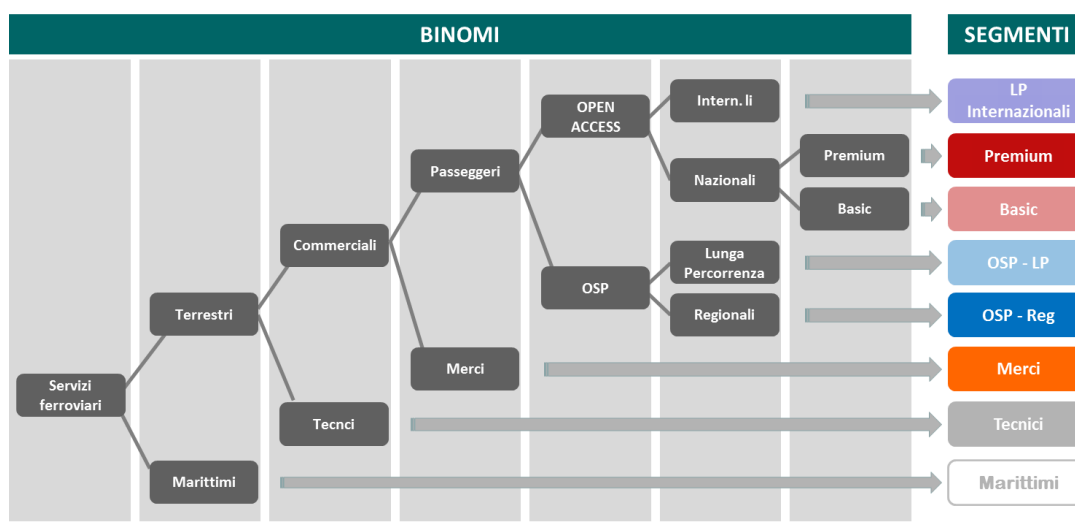 BINOMI
SEGMENTI
Servizi
ferroviari
Terrestri
Marittimi
Commerciali
Tecnci
Passeggeri
Merci
OPEN
ACCESS
OSP
Intern. li
Nazionali
Lunga
Percorrenza
Regionali
Premium
Basic
LP
Internazionali
Premium
Basic
OSP - LP
OSP - Reg
Merci
Tecnici
Marittimi